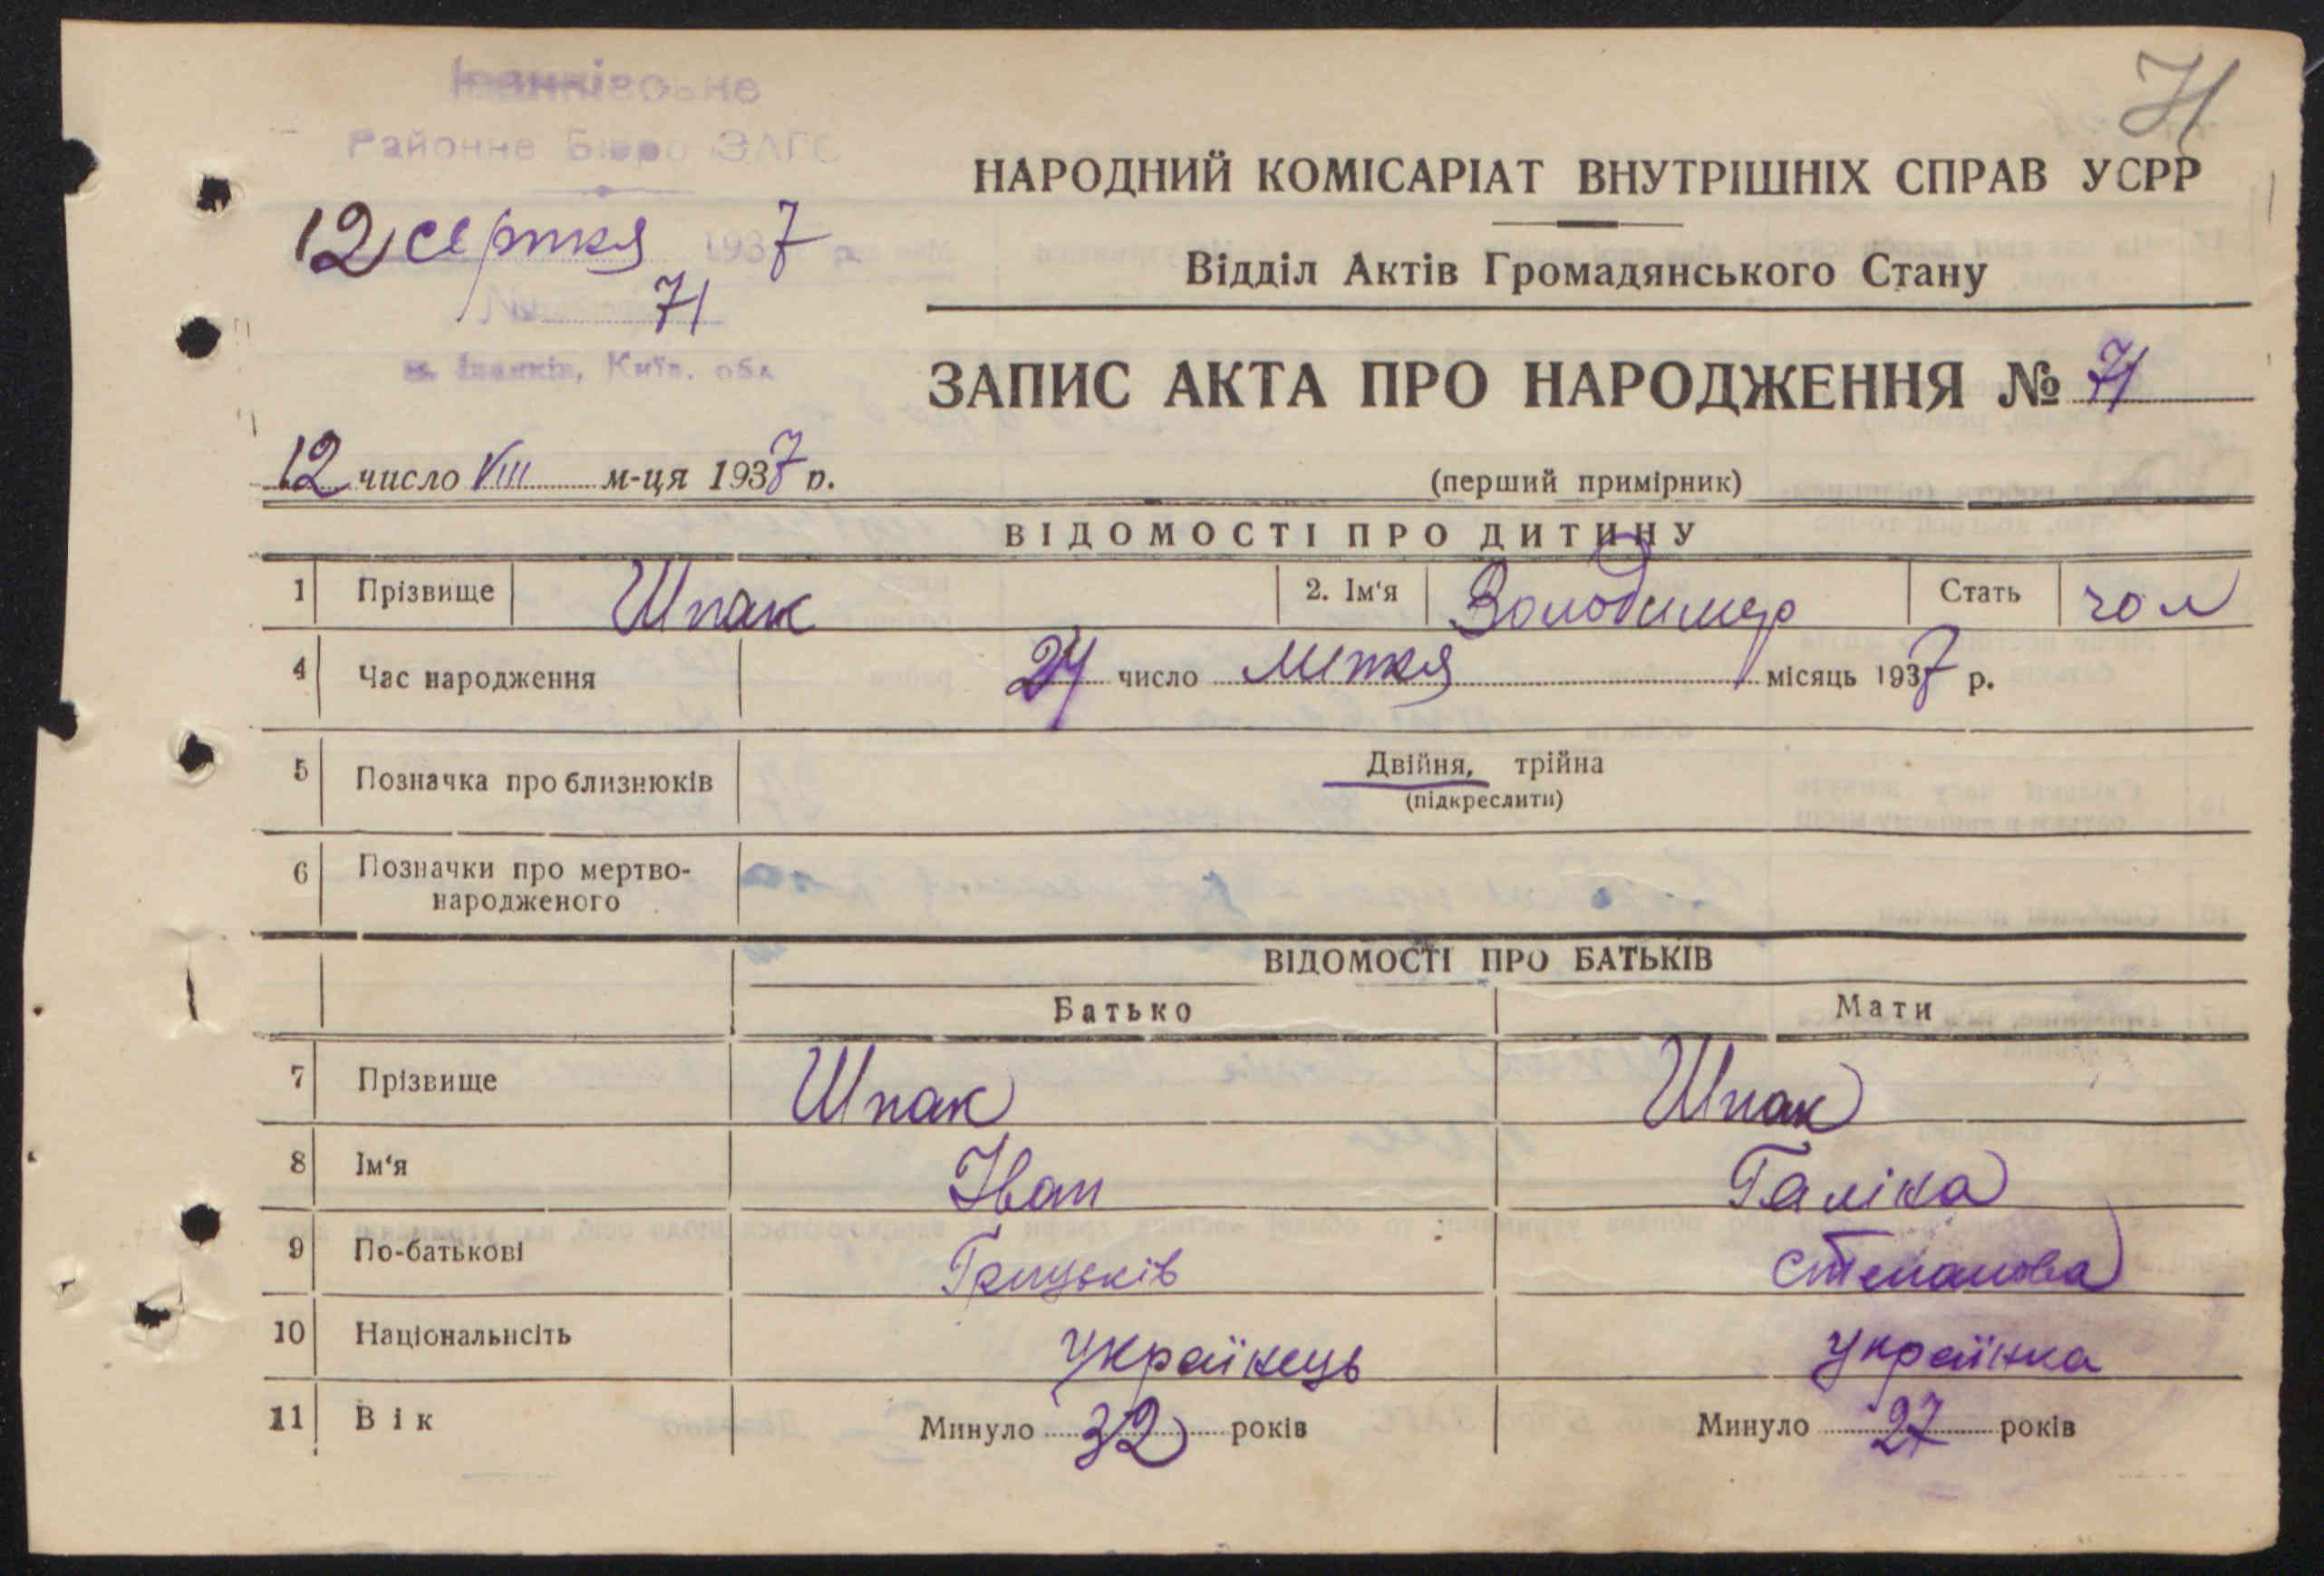 71
Іванківське
Районне Бюро ЗАГС
НАРОДНИЙ КОМІСАРІАТ ВНУТРІШНІХ СПРАВ УСРР
12 серпня 1937 р.
Відділ Актів Громадянського Стану
№ 71
м. Іванків, Київ. обл
ЗАПИС АКТА ПРО НАРОДЖЕННЯ № 71
12 число VIII м-ця 1937 р.
(перший примірник)
ВІДОМОСТІ ПРО ДИТИНУ
1 Прізвище Шпак 2. Ім'я Володимер Стать чол
4 Час народження 24 число липня місяць 1937 р.
5 Позначка про близнюків Двійня, трійна
(підкреслити)
6 Позначки про мертво-
народженого
ВІДОМОСТІ ПРО БАТЬКІВ
Батько Мати
7 Прізвище Шпак Шпак
8 Ім'я Іван Галіна
9 По-батькові Грицьків Степанова
10 Національнсіть Українець Українка
11 Вік Минуло 32 років Минуло 27 років